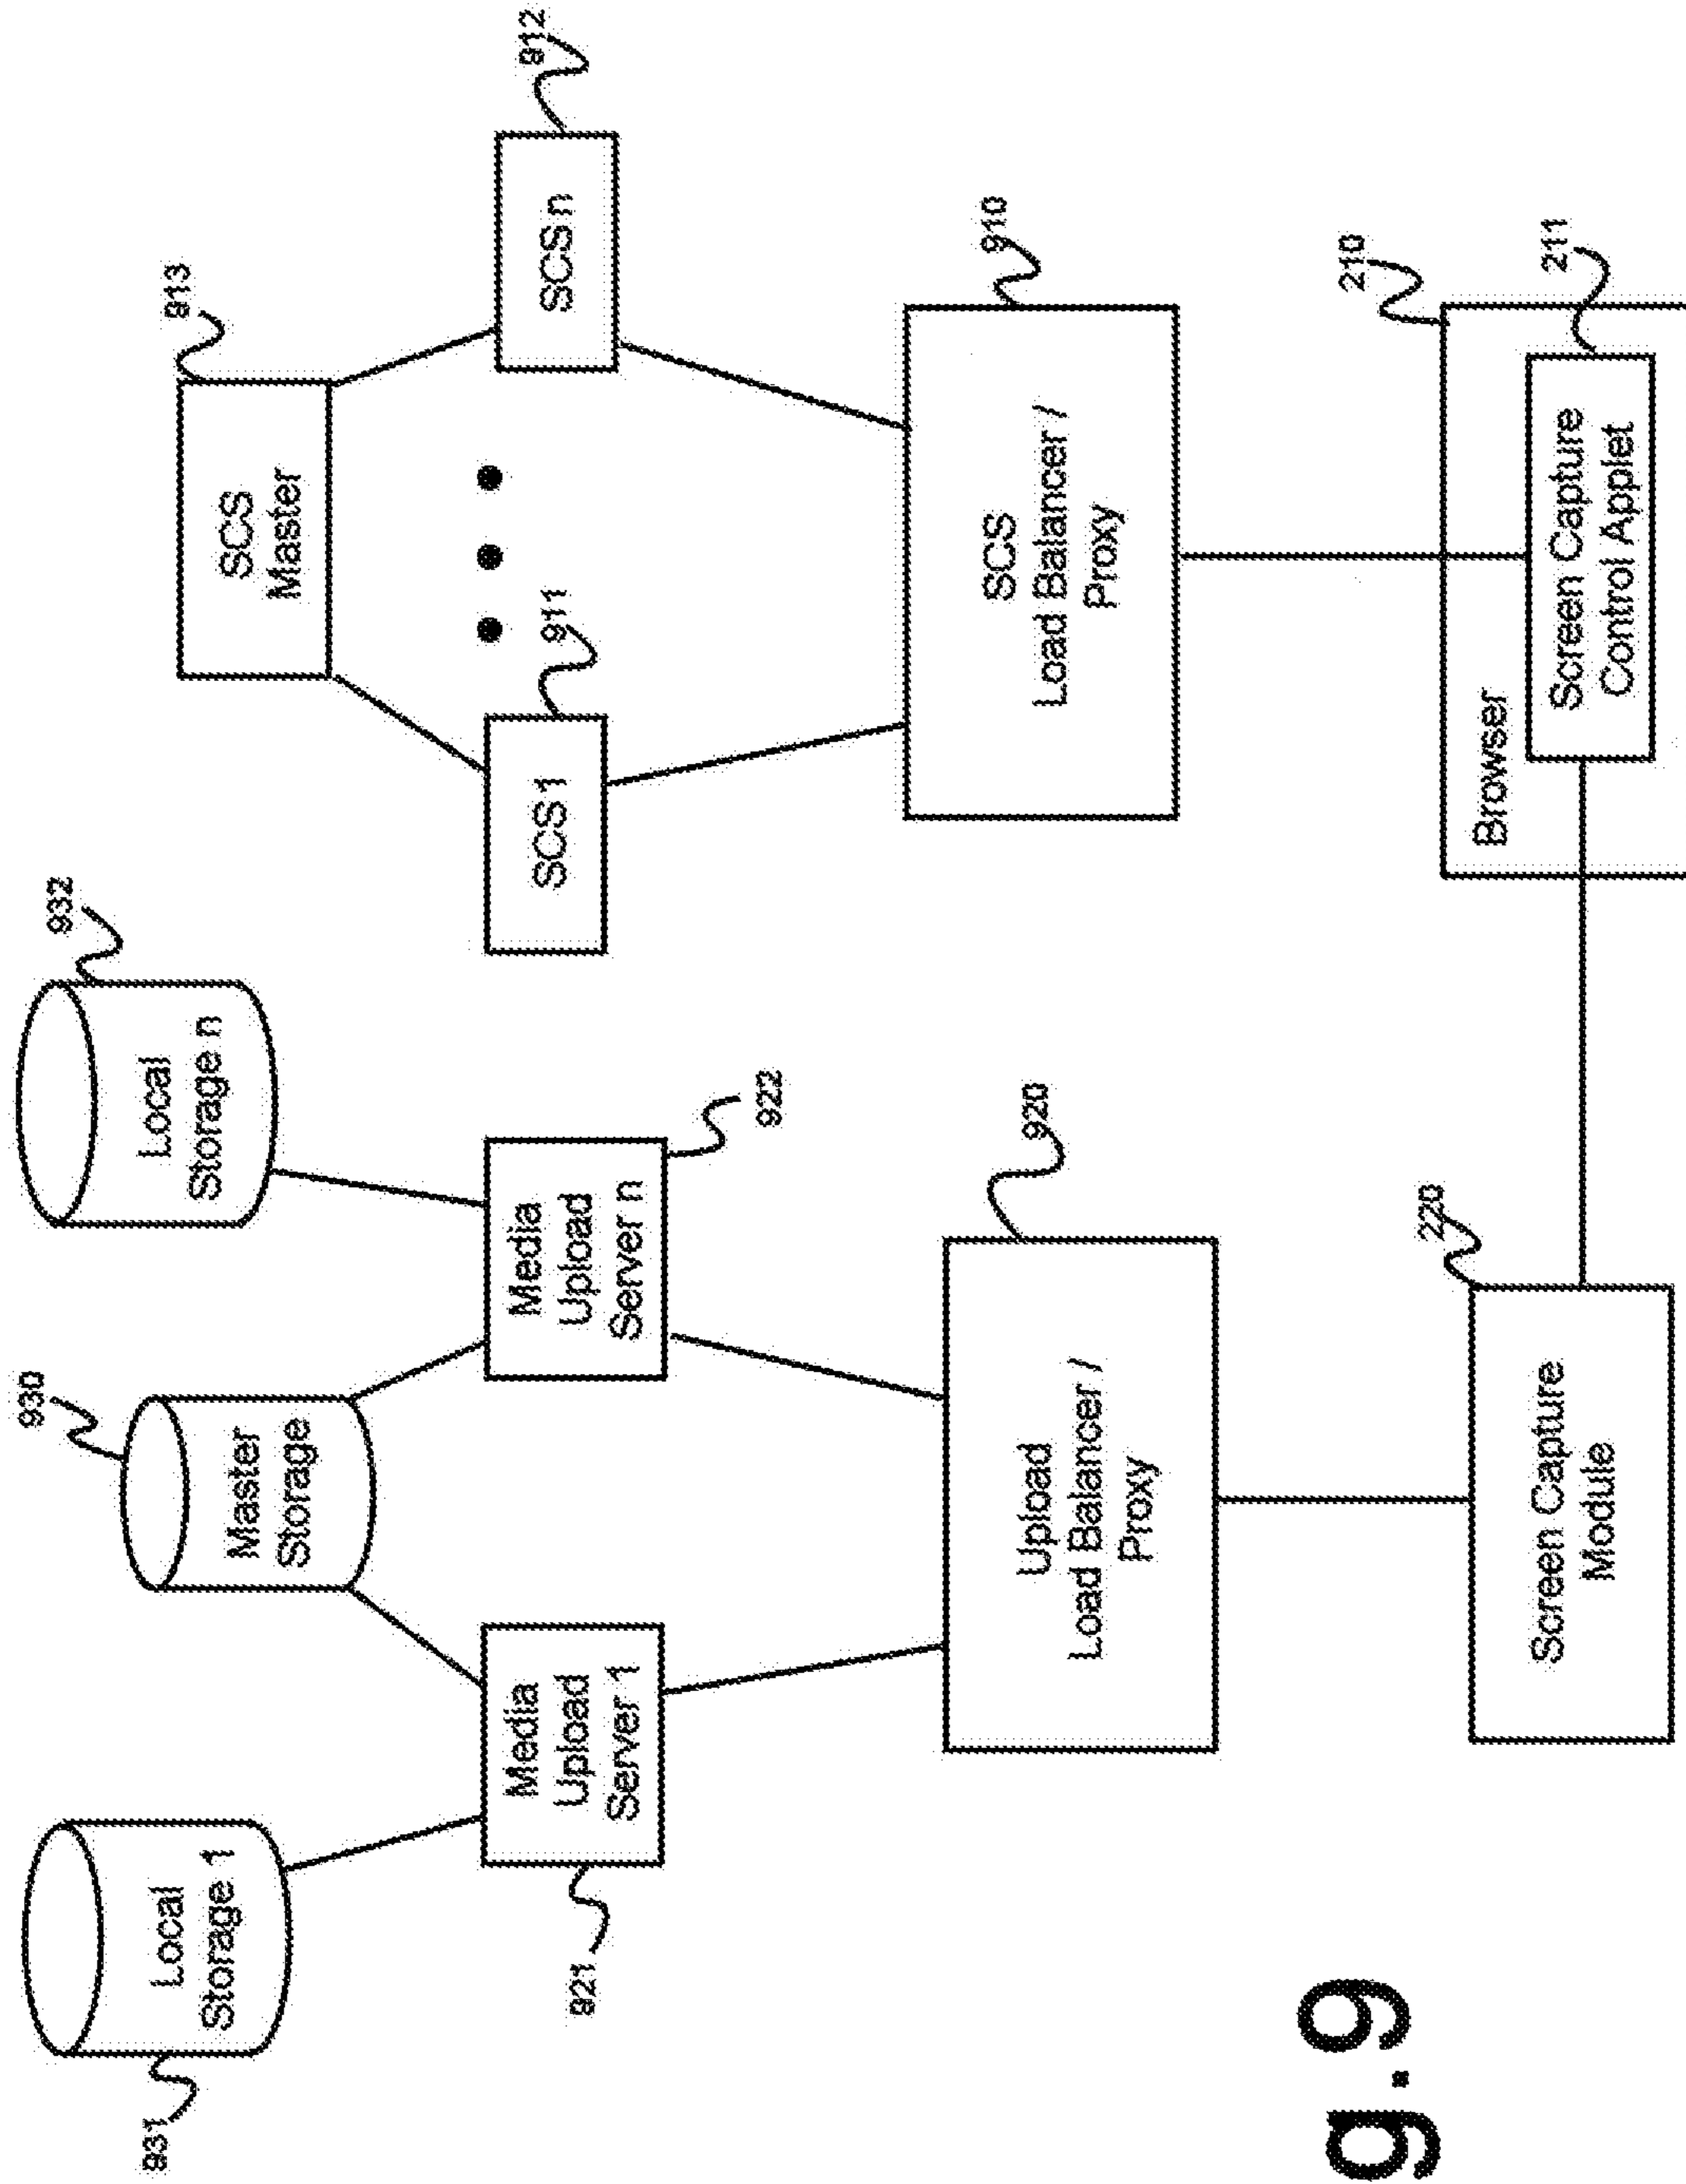 931
Local
Storage 1
930
Master
Storage
Local
Storage n
932
913
SCS
Master
921
Media
Upload
Server 1
Media
Upload
Server n
922
SCS 1
911
SCS n
912
Upload
Load Balancer /
Proxy
920
SCS
Load Balancer /
Proxy
910
Screen Capture
Module
220
Browser
210
Screen Capture
Control Applet
211
g.9